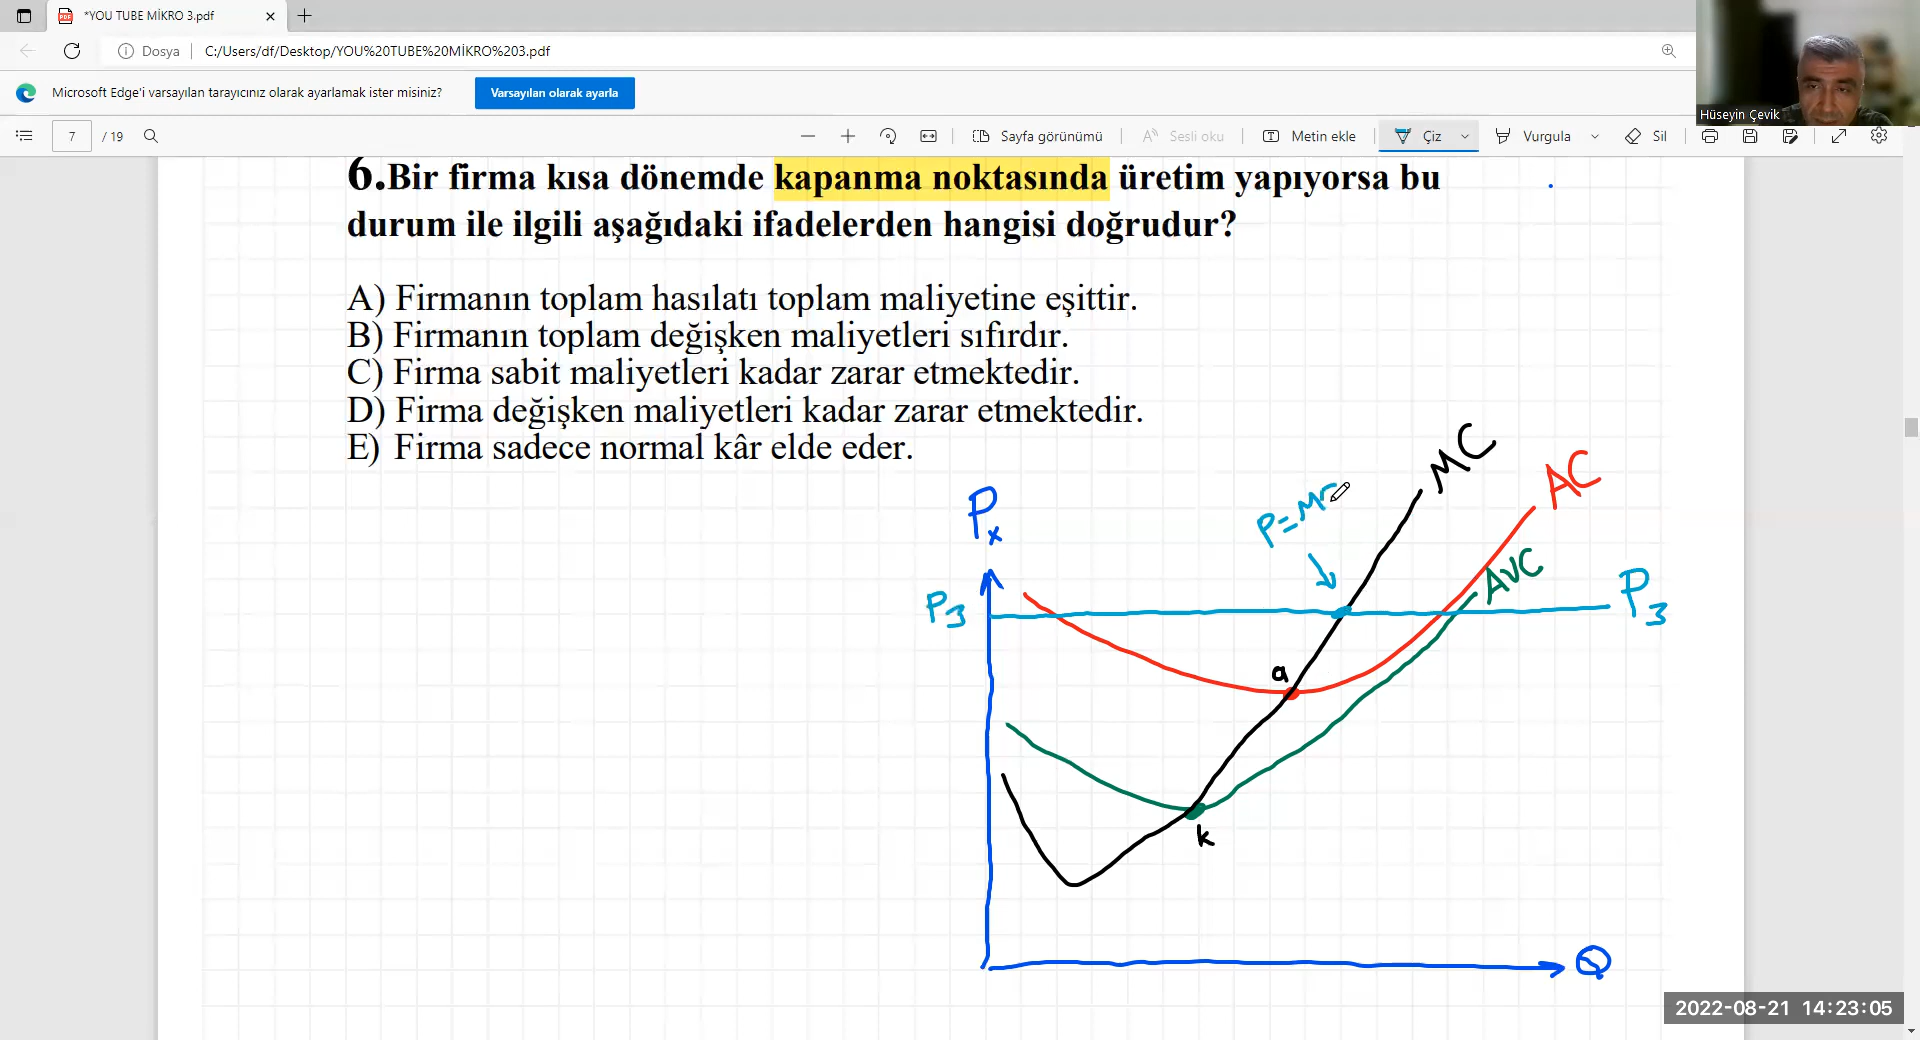 *YOU TUBE MİKRO 3.pdf
Dosya
C:/Users/df/Desktop/YOU%20TUBE%20MİKRO%203.pdf
Microsoft Edge'i varsayılan tarayıcınız olarak ayarlamak ister misiniz?
Varsayılan olarak ayarla
Hüseyin Çevik
7 / 19
Sayfa görünümü
Sesli oku
Metin ekle
Çiz
Vurgula
Sil
6.Bir firma kısa dönemde kapanma noktasında üretim yapıyorsa bu
durum ile ilgili aşağıdaki ifadelerden hangisi doğrudur?
A) Firmanın toplam hasılatı toplam maliyetine eşittir.
B) Firmanın toplam değişken maliyetleri sıfırdır.
C) Firma sabit maliyetleri kadar zarar etmektedir.
D) Firma değişken maliyetleri kadar zarar etmektedir.
E) Firma sadece normal kâr elde eder.
MC
AC
Px
P=M
AVC
P3
P3
a
k
Q
2022-08-21 14:23:05